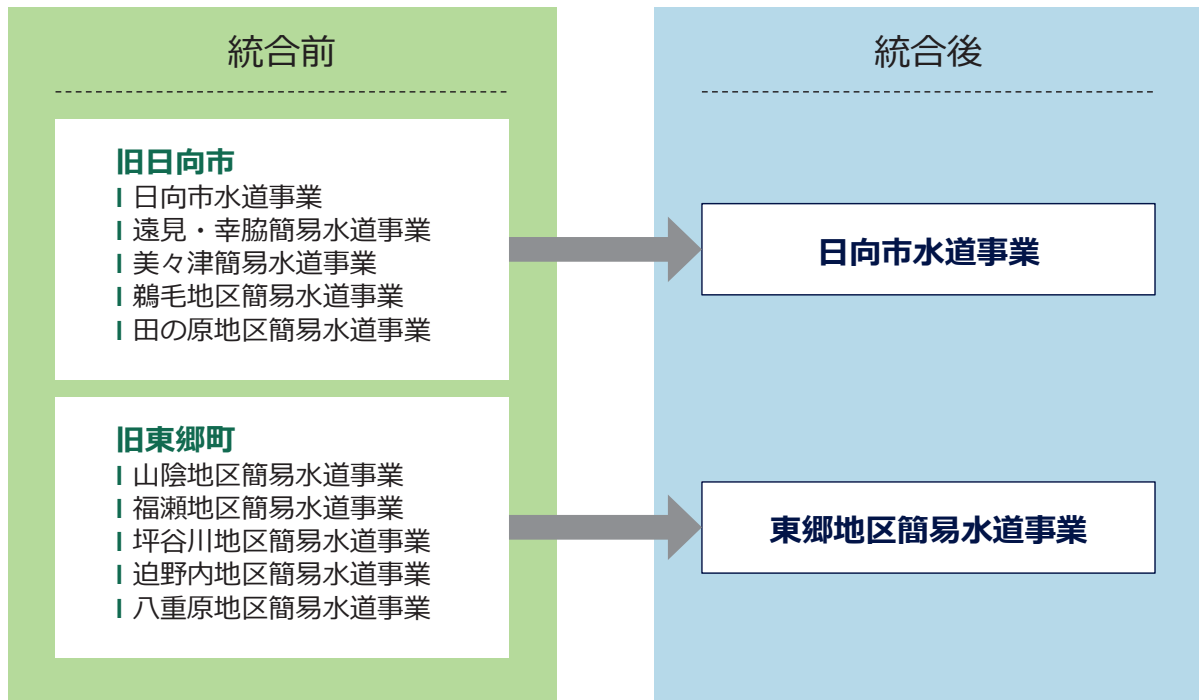 統合前
旧日向市
日向市水道事業
遠見・幸脇簡易水道事業
美々津簡易水道事業
鵜毛地区簡易水道事業
田の原地区簡易水道事業
旧東郷町
山陰地区簡易水道事業
福瀬地区簡易水道事業
坪谷川地区簡易水道事業
迫野内地区簡易水道事業
八重原地区簡易水道事業
統合後
日向市水道事業
東郷地区簡易水道事業